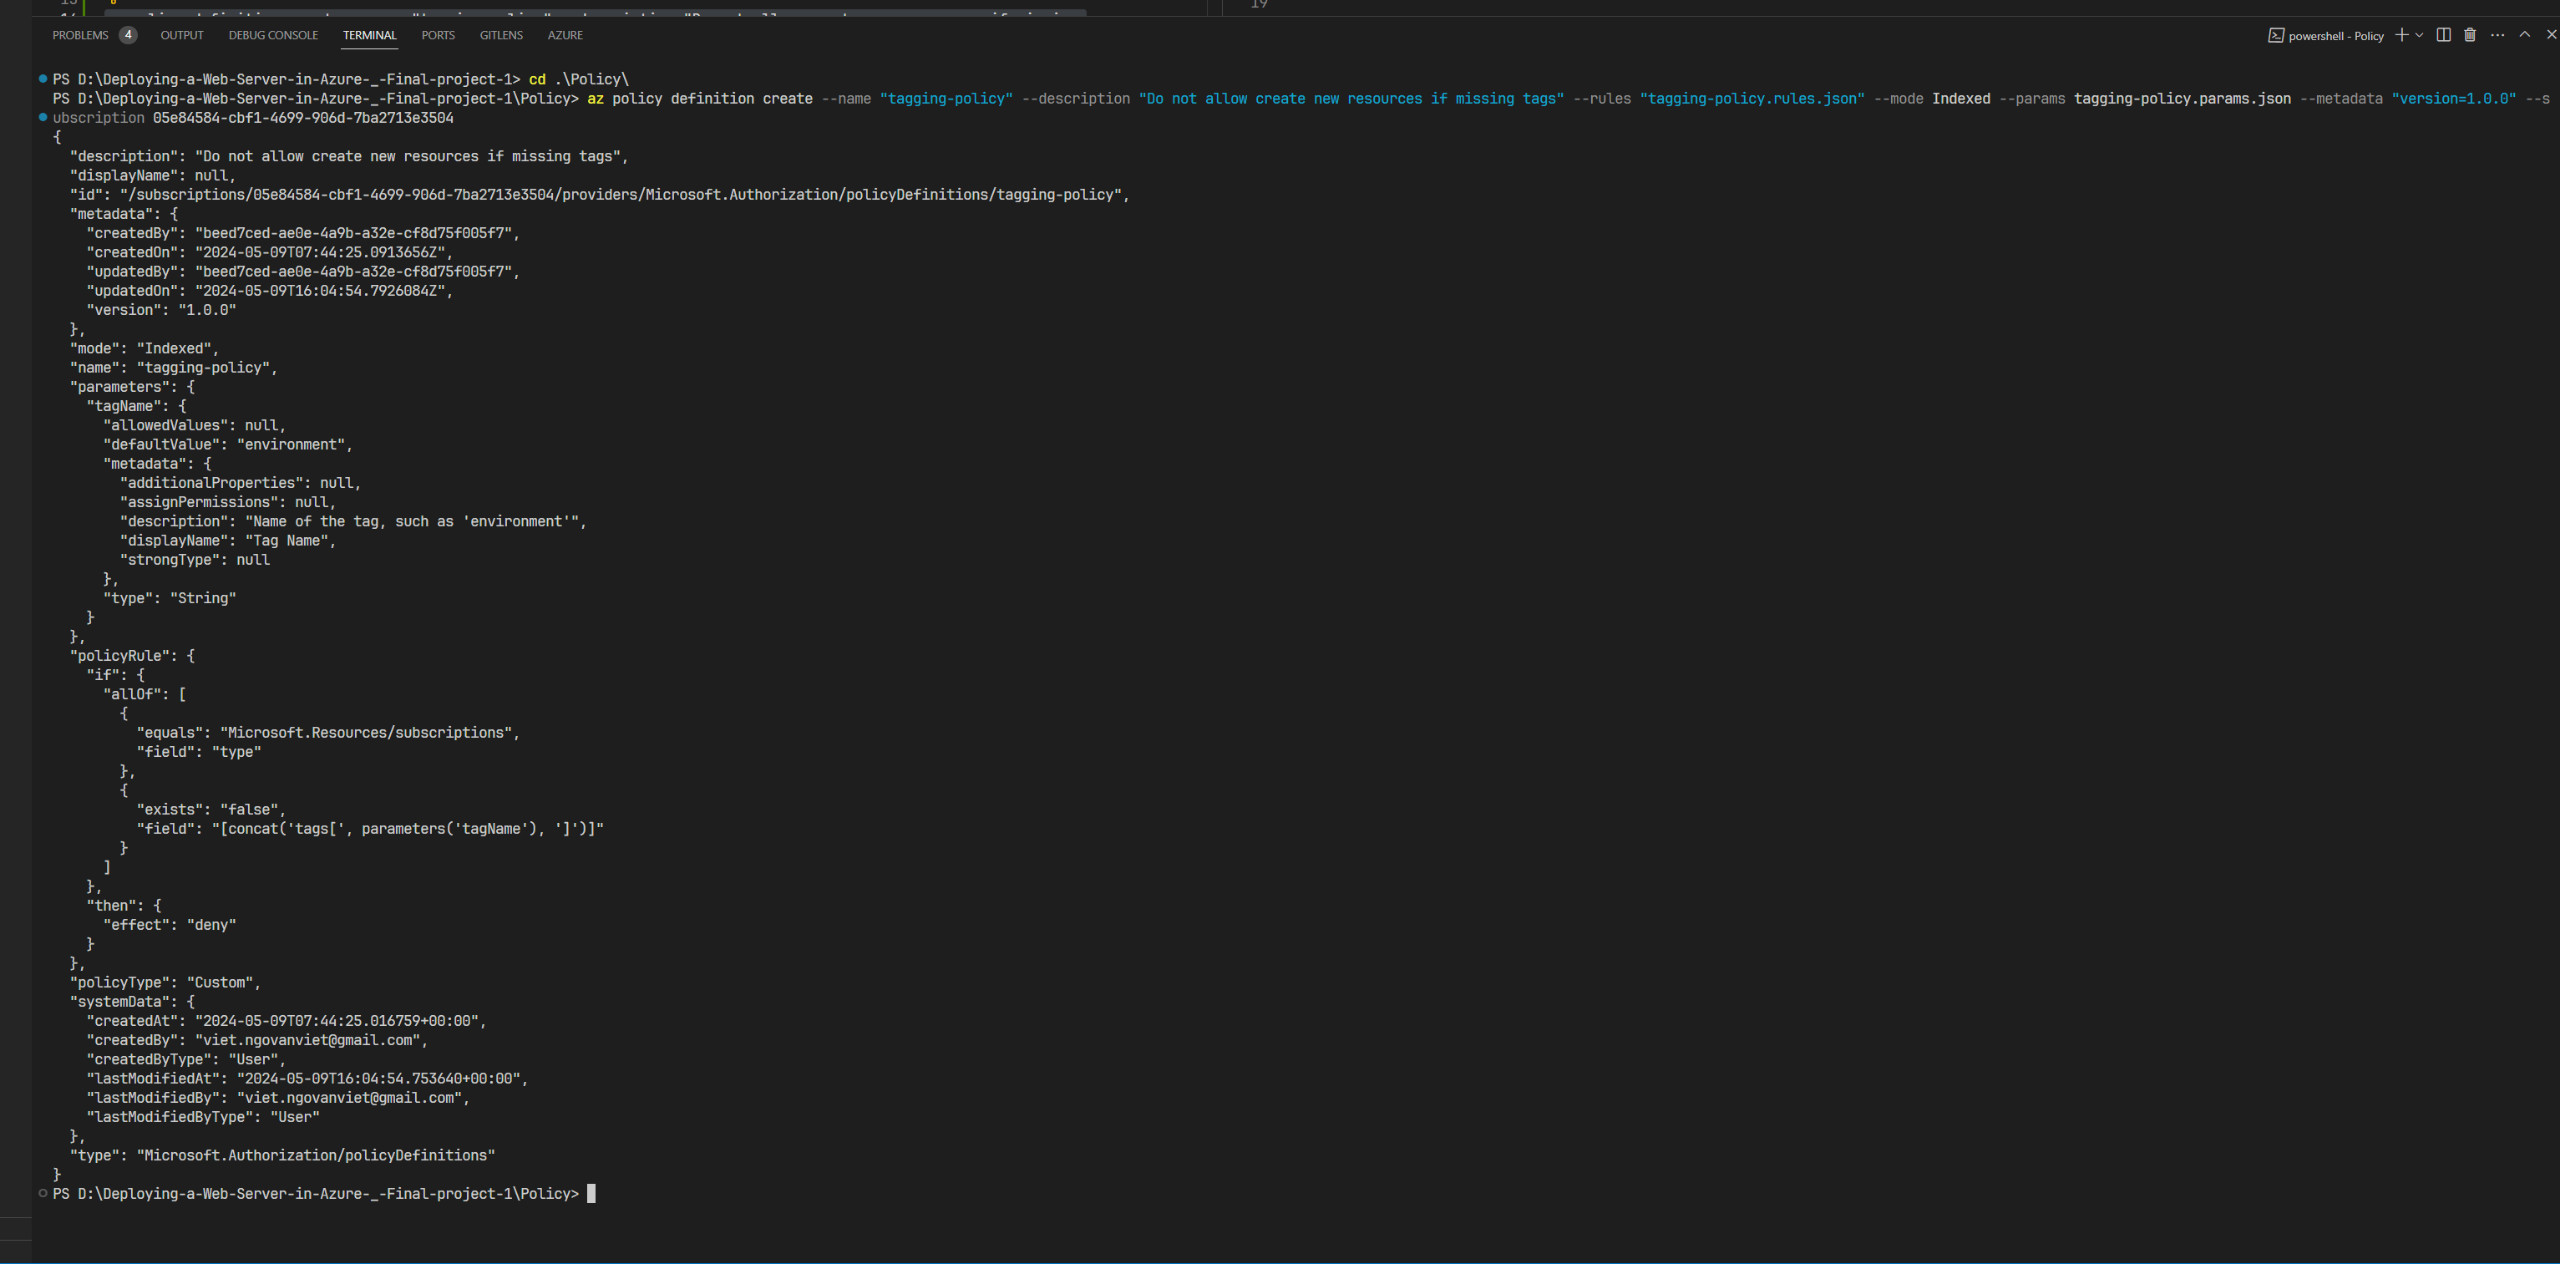 19
PROBLEMS 4 OUTPUT DEBUG CONSOLE TERMINAL PORTS GITLENS AZURE powershell - Policy
PS D:\Deploying-a-Web-Server-in-Azure-_-Final-project-1> cd .\Policy\
PS D:\Deploying-a-Web-Server-in-Azure-_-Final-project-1\Policy> az policy definition create --name "tagging-policy" --description "Do not allow create new resources if missing tags" --rules "tagging-policy.rules.json" --mode Indexed --params tagging-policy.params.json --metadata "version=1.0.0" --s
ubscription 05e84584-cbf1-4699-906d-7ba2713e3504
{
  "description": "Do not allow create new resources if missing tags",
  "displayName": null,
  "id": "/subscriptions/05e84584-cbf1-4699-906d-7ba2713e3504/providers/Microsoft.Authorization/policyDefinitions/tagging-policy",
  "metadata": {
    "createdBy": "beed7ced-ae0e-4a9b-a32e-cf8d75f005f7",
    "createdOn": "2024-05-09T07:44:25.0913656Z",
    "updatedBy": "beed7ced-ae0e-4a9b-a32e-cf8d75f005f7",
    "updatedOn": "2024-05-09T16:04:54.7926084Z",
    "version": "1.0.0"
  },
  "mode": "Indexed",
  "name": "tagging-policy",
  "parameters": {
    "tagName": {
      "allowedValues": null,
      "defaultValue": "environment",
      "metadata": {
        "additionalProperties": null,
        "assignPermissions": null,
        "description": "Name of the tag, such as 'environment'",
        "displayName": "Tag Name",
        "strongType": null
      },
      "type": "String"
    }
  },
  "policyRule": {
    "if": {
      "allOf": [
        {
          "equals": "Microsoft.Resources/subscriptions",
          "field": "type"
        },
        {
          "exists": "false",
          "field": "[concat('tags[', parameters('tagName'), ']')]"
        }
      ]
    },
    "then": {
      "effect": "deny"
    }
  },
  "policyType": "Custom",
  "systemData": {
    "createdAt": "2024-05-09T07:44:25.016759+00:00",
    "createdBy": "viet.ngovanviet@gmail.com",
    "createdByType": "User",
    "lastModifiedAt": "2024-05-09T16:04:54.753640+00:00",
    "lastModifiedBy": "viet.ngovanviet@gmail.com",
    "lastModifiedByType": "User"
  },
  "type": "Microsoft.Authorization/policyDefinitions"
}
PS D:\Deploying-a-Web-Server-in-Azure-_-Final-project-1\Policy>